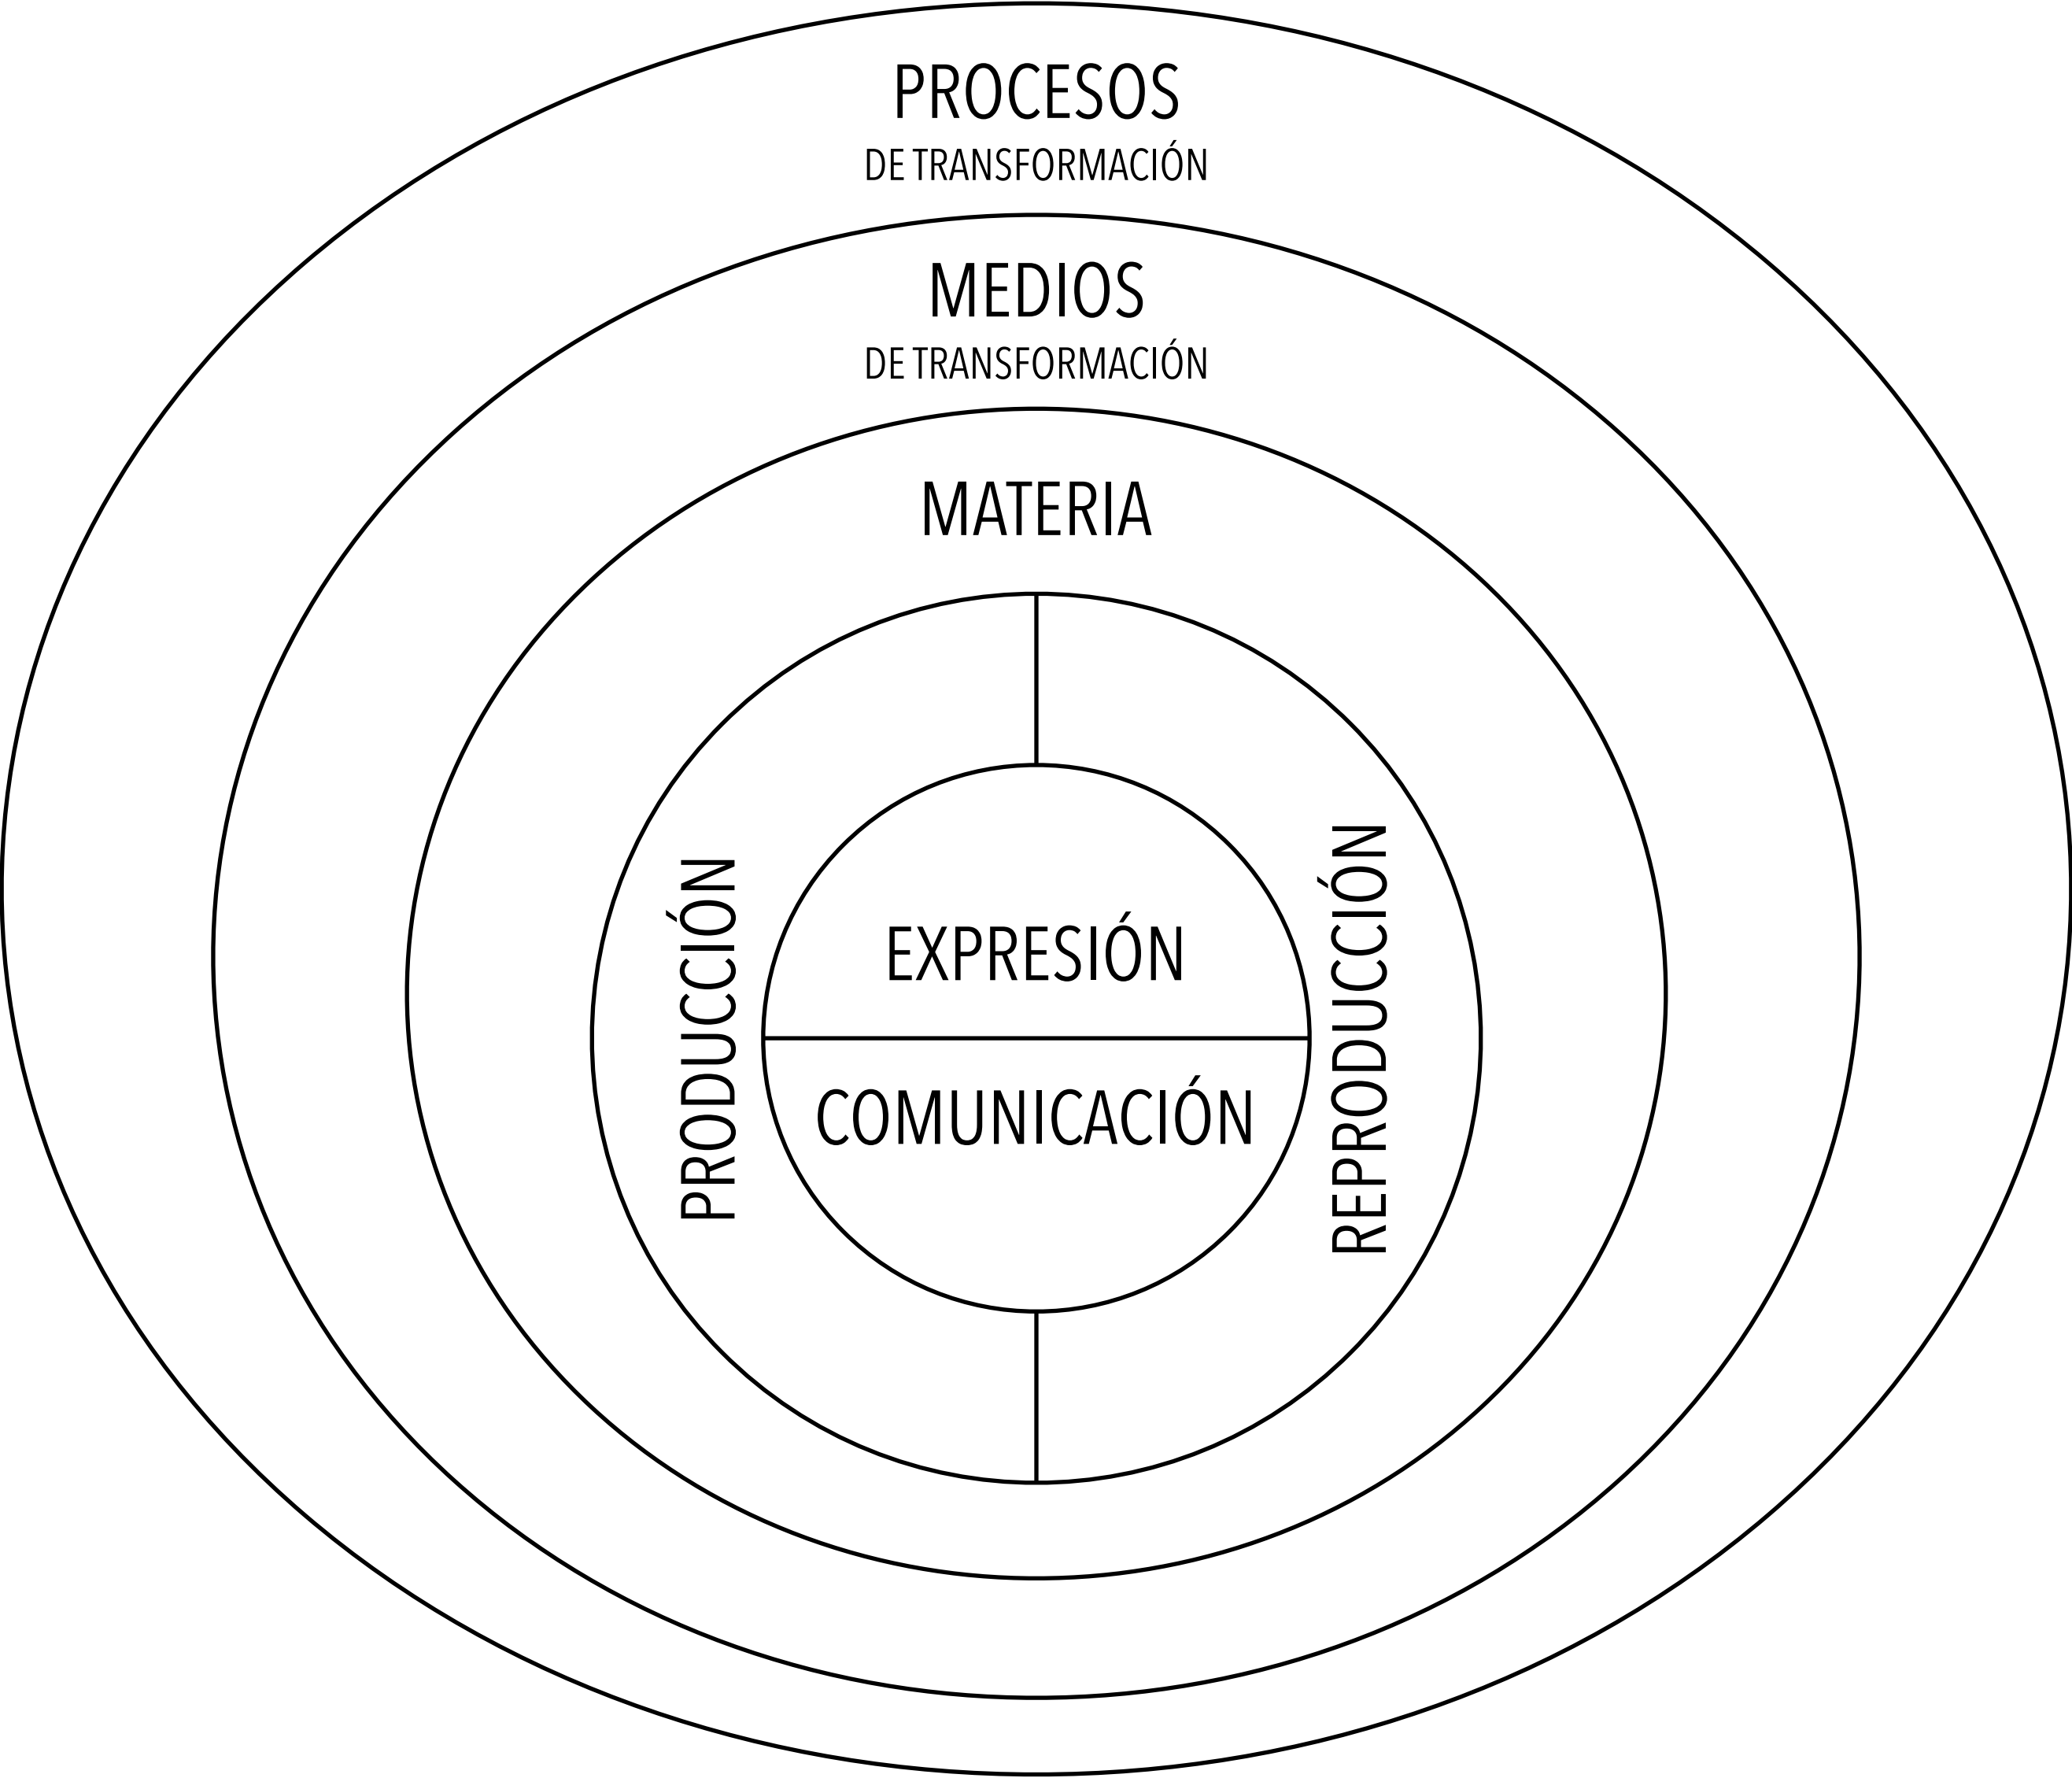 PROCESOS
DE TRANSFORMACIÓN
MEDIOS
DE TRANSFORMACIÓN
MATERIA
PRODUCCIÓN
EXPRESIÓN
COMUNICACIÓN
REPRODUCCIÓN